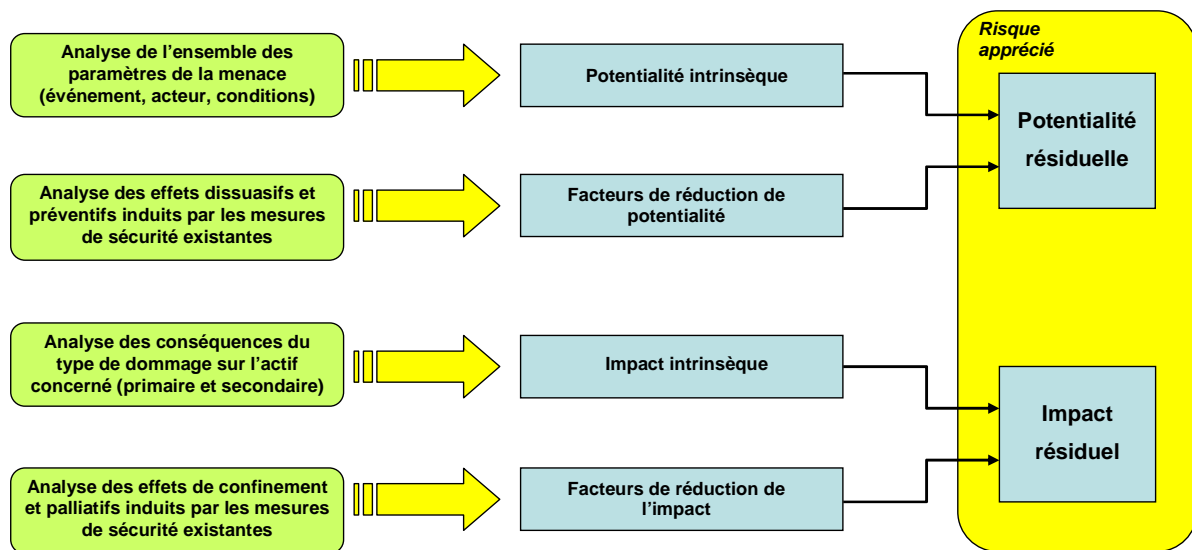 Analyse de l’ensemble des
paramètres de la menace
(événement, acteur, conditions)
Potentialité intrinsèque
Risque
apprécié
Potentialité
résiduelle
Analyse des effets dissuasifs et
préventifs induits par les mesures
de sécurité existantes
Facteurs de réduction de
potentialité
Analyse des conséquences du
type de dommage sur l’actif
concerné (primaire et secondaire)
Impact intrinsèque
Impact
résiduel
Analyse des effets de confinement
et palliatifs induits par les mesures
de sécurité existantes
Facteurs de réduction de
l’impact